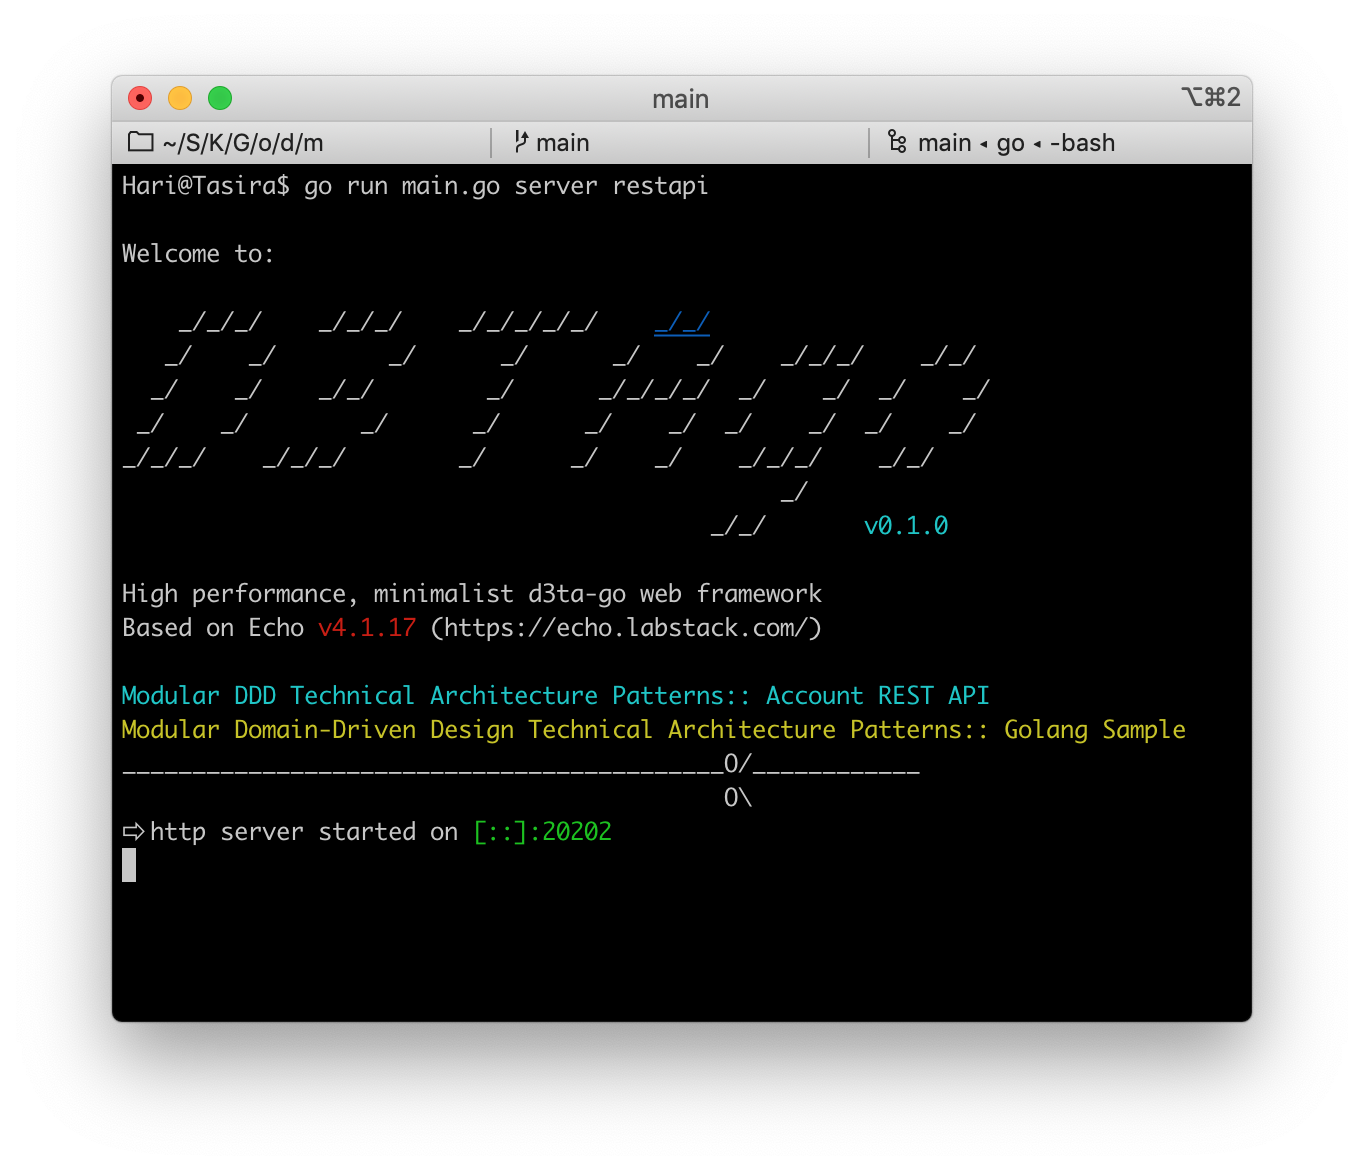 main
⌥⌘2
~/S/K/G/o/d/m
main
main ◂ go ◂ -bash
Hari@Tasira$ go run main.go server restapi
Welcome to:
    _/_/_/    _/_/_/    _/_/_/_/_/    _/_/
   _/    _/        _/      _/      _/    _/    _/_/_/    _/_/
  _/    _/    _/_/        _/      _/_/_/_/  _/    _/  _/    _/
 _/    _/        _/      _/      _/    _/  _/    _/  _/    _/
_/_/_/    _/_/_/        _/      _/    _/    _/_/_/    _/_/
                                               _/
                                          _/_/       v0.1.0
High performance, minimalist d3ta-go web framework
Based on Echo v4.1.17 (https://echo.labstack.com/)
Modular DDD Technical Architecture Patterns:: Account REST API
Modular Domain-Driven Design Technical Architecture Patterns:: Golang Sample
___________________________________________O/____________
                                           O\
⇨ http server started on [::]:20202